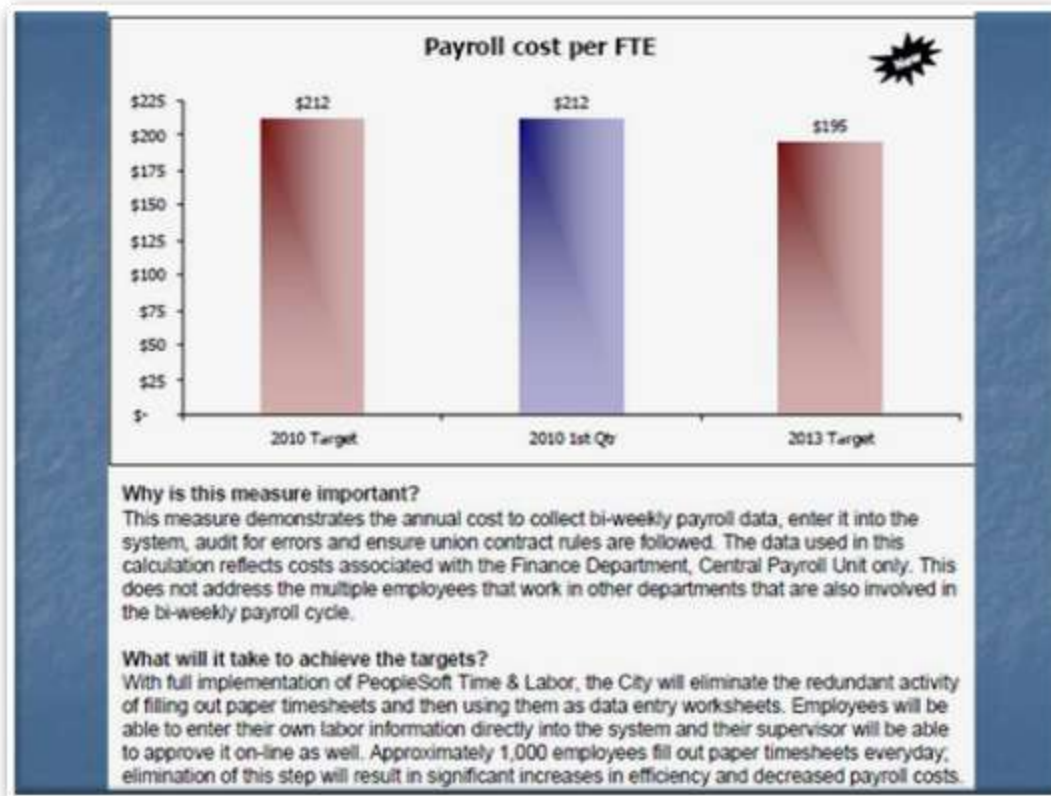 Payroll cost per FTE
$225
$200
$175
$150
$125
$100
$75
$50
$25
$-
$212
$212
$195
2010 Target
2010 1st Qtr
2013 Target
Why is this measure important?
This measure demonstrates the annual cost to collect bi-weekly payroll data, enter it into the
system, audit for errors and ensure union contract rules are followed. The data used in this
calculation reflects costs associated with the Finance Department, Central Payroll Unit only. This
does not address the multiple employees that work in other departments that are also involved in
the bi-weekly payroll cycle.
What will it take to achieve the targets?
With full implementation of PeopleSoft Time & Labor, the City will eliminate the redundant activity
of filling out paper timesheets and then using them as data entry worksheets. Employees will be
able to enter their own labor information directly into the system and their supervisor will be able
to approve it on-line as well. Approximately 1,000 employees fill out paper timesheets everyday;
elimination of this step will result in significant increases in efficiency and decreased payroll costs.